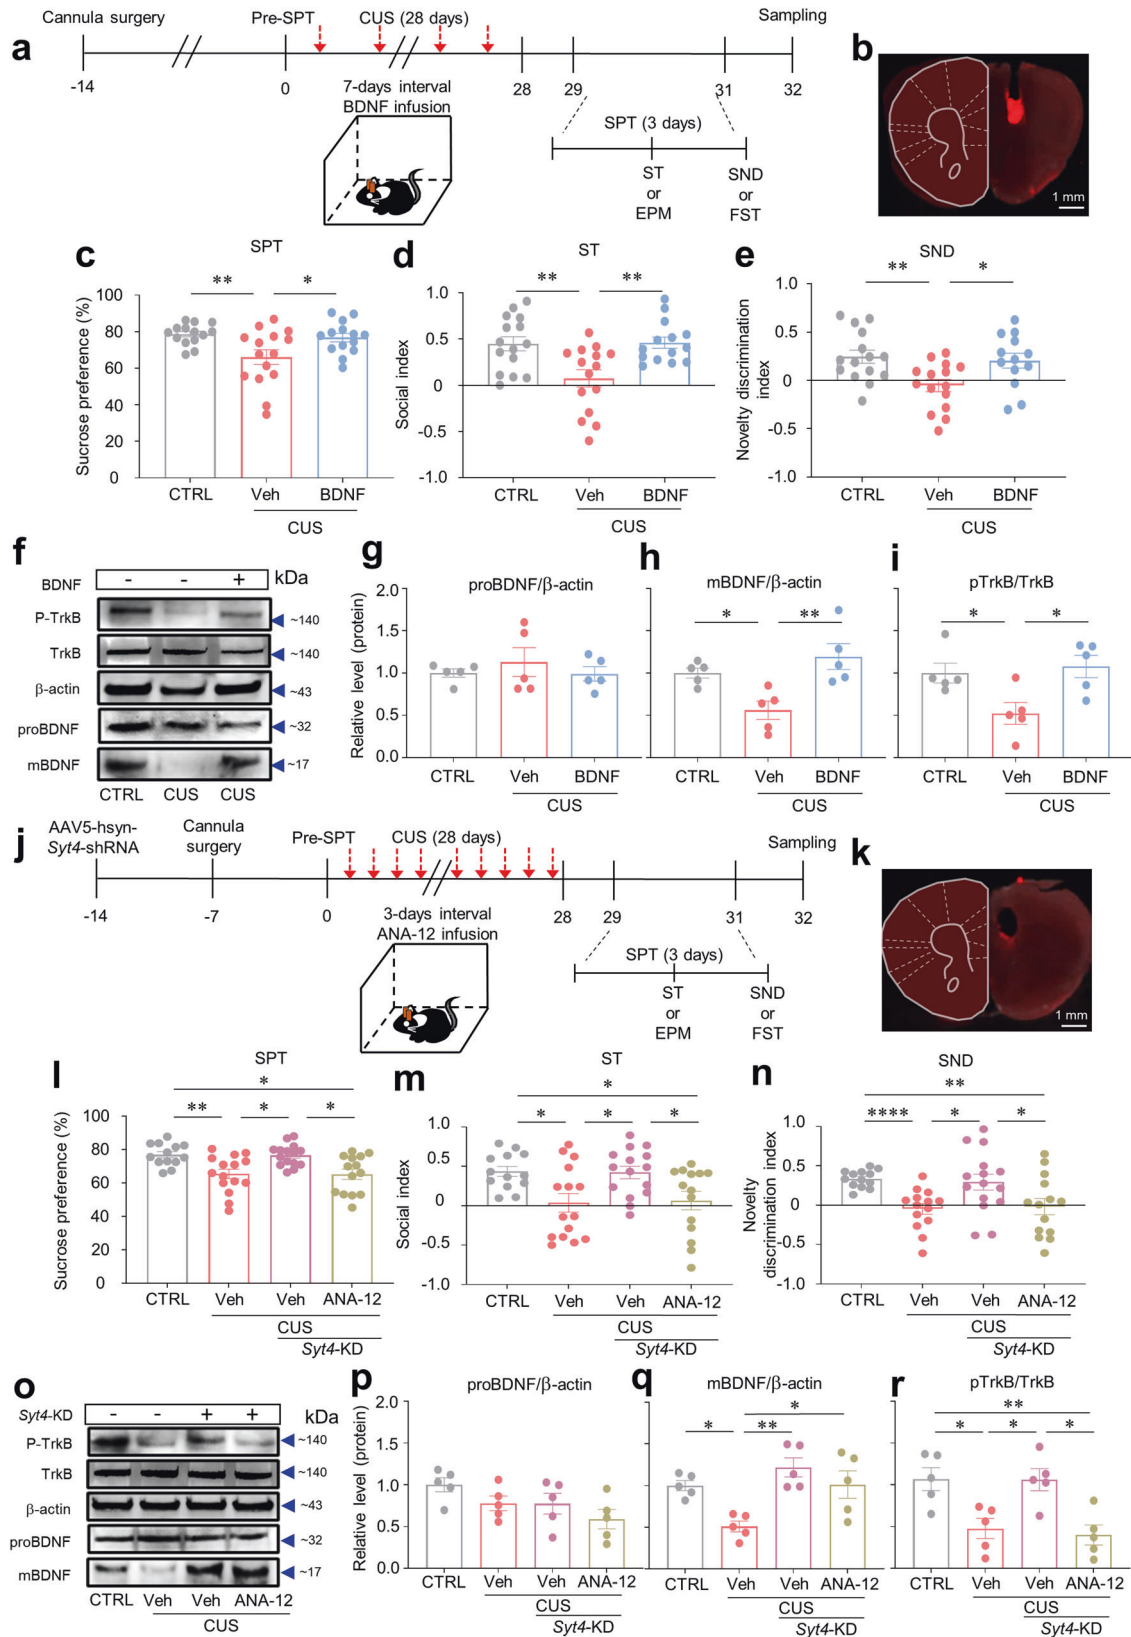 a
Cannula surgery
Pre-SPT
CUS (28 days)
Sampling
-14
0
28
29
31
32
7-days interval
BDNF infusion
SPT (3 days)
ST
or
EPM
SND
or
FST
b
1 mm
c
SPT
**
*
Sucrose preference (%)
100
80
60
40
20
0
CTRL
Veh
BDNF
CUS
d
ST
**
**
Social index
1.0
0.5
0
-0.5
-1.0
CTRL
Veh
BDNF
CUS
e
SND
**
*
Novelty discrimination
index
1.0
0.5
0
-0.5
-1.0
CTRL
Veh
BDNF
CUS
f
BDNF - - + kDa
P-TrkB ~140
TrkB ~140
β-actin ~43
proBDNF ~32
mBDNF ~17
CTRL CUS CUS
g
proBDNF/β-actin
Relative level (protein)
2.0
1.5
1.0
0.5
0.0
CTRL
Veh
BDNF
CUS
h
mBDNF/β-actin
*
**
CTRL
Veh
BDNF
CUS
i
pTrkB/TrkB
*
*
CTRL
Veh
BDNF
CUS
j
AAV5-hsyn-
Syt4-shRNA
Cannula
surgery
Pre-SPT
CUS (28 days)
Sampling
-14
-7
0
28
29
31
32
3-days interval
ANA-12 infusion
SPT (3 days)
ST
or
EPM
SND
or
FST
k
1 mm
l
SPT
*
**
*
*
Sucrose preference (%)
100
80
60
40
20
0
CTRL
Veh
Veh
ANA-12
CUS
Syt4-KD
m
ST
*
*
*
*
Social index
1.0
0.5
0
-0.5
-1.0
CTRL
Veh
Veh
ANA-12
CUS
Syt4-KD
n
SND
**
****
*
*
Novelty
discrimination index
1.0
0.5
0
-0.5
-1.0
CTRL
Veh
Veh
ANA-12
CUS
Syt4-KD
o
Syt4-KD - - + + kDa
P-TrkB ~140
TrkB ~140
β-actin ~43
proBDNF ~32
mBDNF ~17
CTRL Veh Veh ANA-12
CUS
p
proBDNF/β-actin
Relative level (protein)
2.0
1.5
1.0
0.5
0.0
CTRL
Veh
Veh
ANA-12
CUS
Syt4-KD
q
mBDNF/β-actin
*
*
**
CTRL
Veh
Veh
ANA-12
CUS
Syt4-KD
r
pTrkB/TrkB
**
*
*
*
CTRL
Veh
Veh
ANA-12
CUS
Syt4-KD